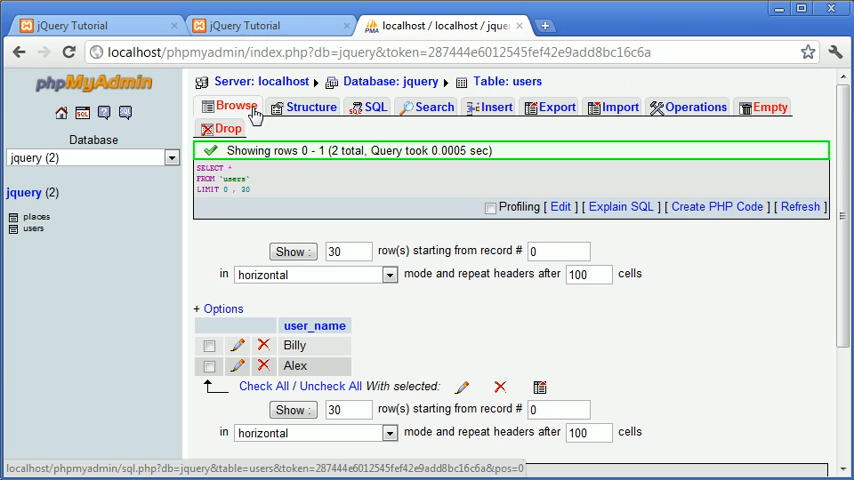 jQuery Tutorial
jQuery Tutorial
localhost / localhost / jque
localhost/phpmyadmin/index.php?db=jquery&token=287444e6012545fef42e9add8bc16c6a
phpMyAdmin
Database
jquery (2)
jquery (2)
places
users
Server: localhost Database: jquery Table: users
Browse Structure SQL Search Insert Export Import Operations Empty
Drop
Showing rows 0 - 1 (2 total, Query took 0.0005 sec)
SELECT *
FROM `users`
LIMIT 0 , 30
Profiling [ Edit ] [ Explain SQL ] [ Create PHP Code ] [ Refresh ]
Show : 30 row(s) starting from record # 0
in horizontal mode and repeat headers after 100 cells
+ Options
user_name
Billy
Alex
Check All / Uncheck All With selected:
Show : 30 row(s) starting from record # 0
in horizontal mode and repeat headers after 100 cells
localhost/phpmyadmin/sql.php?db=jquery&table=users&token=287444e6012545fef42e9add8bc16c6a&pos=0